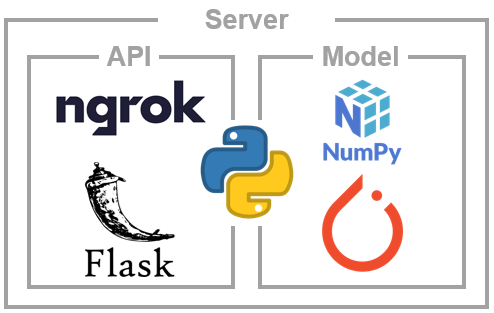 Server
API
Model
ngrok
NumPy
Flask